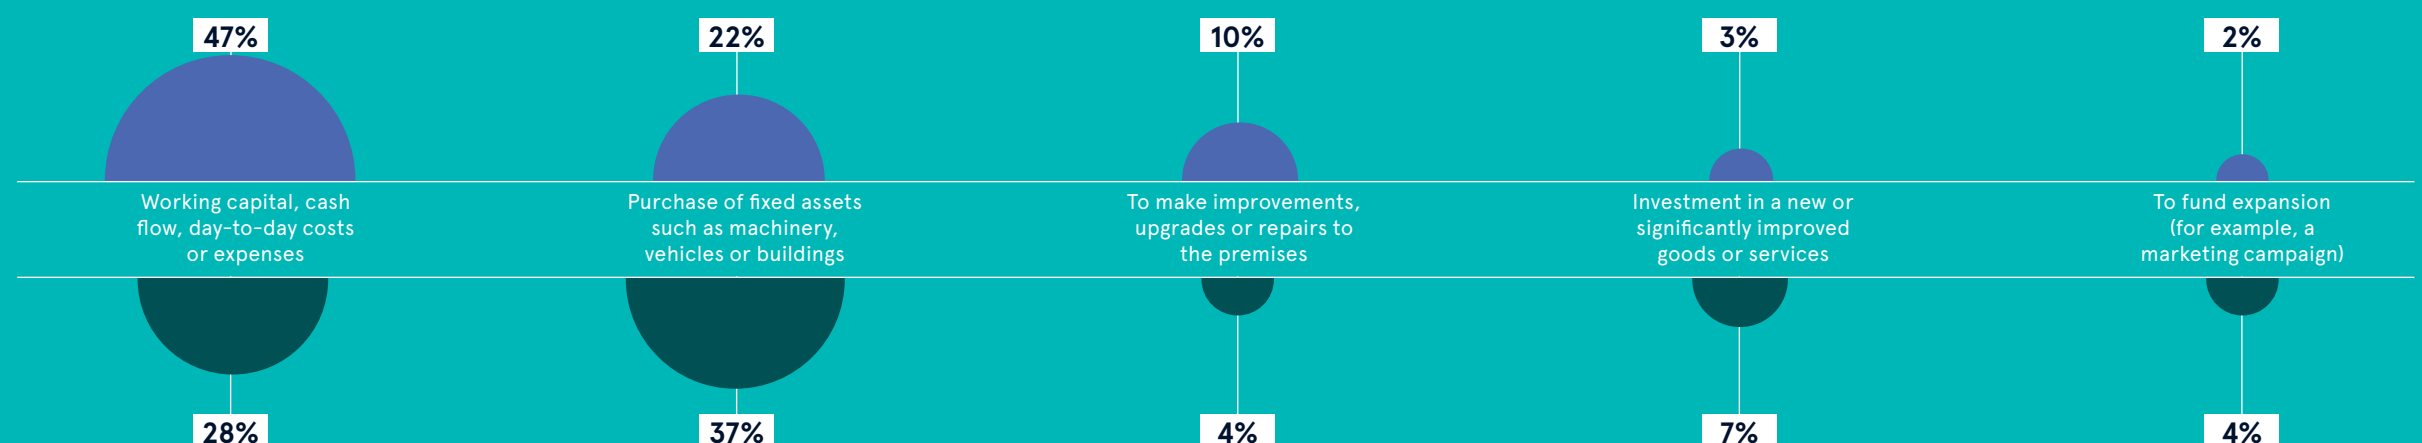 47%
22%
10%
3%
2%
Working capital, cash
flow, day-to-day costs
or expenses
Purchase of fixed assets
such as machinery,
vehicles or buildings
To make improvements,
upgrades or repairs to
the premises
Investment in a new or
significantly improved
goods or services
To fund expansion
(for example, a
marketing campaign)
28%
37%
4%
7%
4%